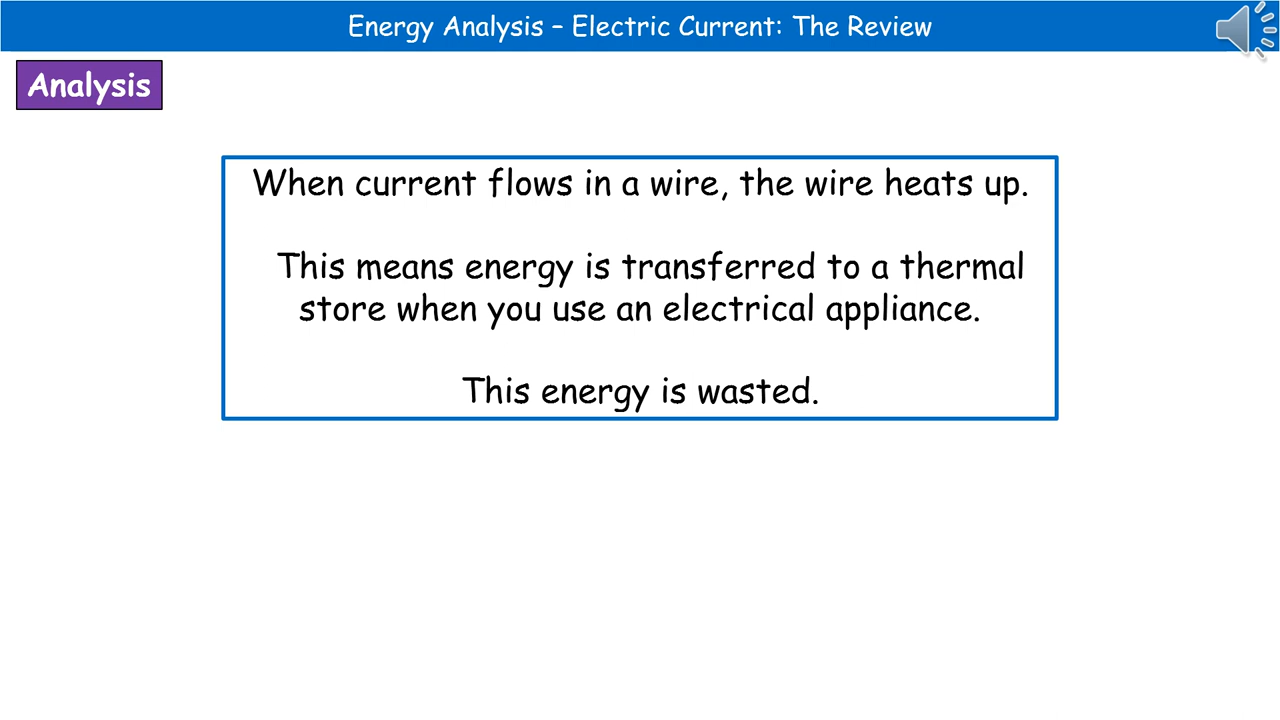 Energy Analysis – Electric Current: The Review
Analysis
When current flows in a wire, the wire heats up.
This means energy is transferred to a thermal
store when you use an electrical appliance.
This energy is wasted.